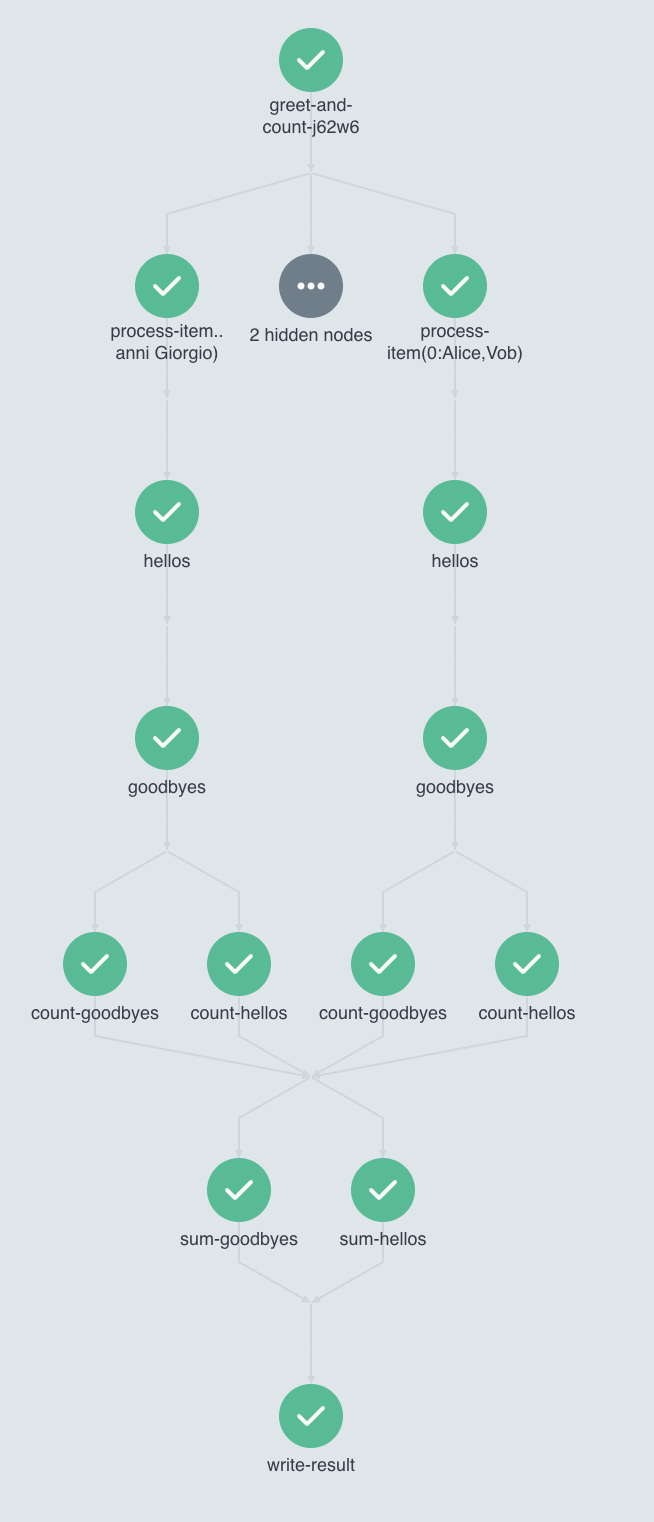 greet-and-
count-j62w6
process-item..
anni Giorgio)
2 hidden nodes
process-
item(0:Alice,Vob)
hellos
hellos
goodbyes
goodbyes
count-goodbyes
count-hellos
count-goodbyes
count-hellos
sum-goodbyes
sum-hellos
write-result